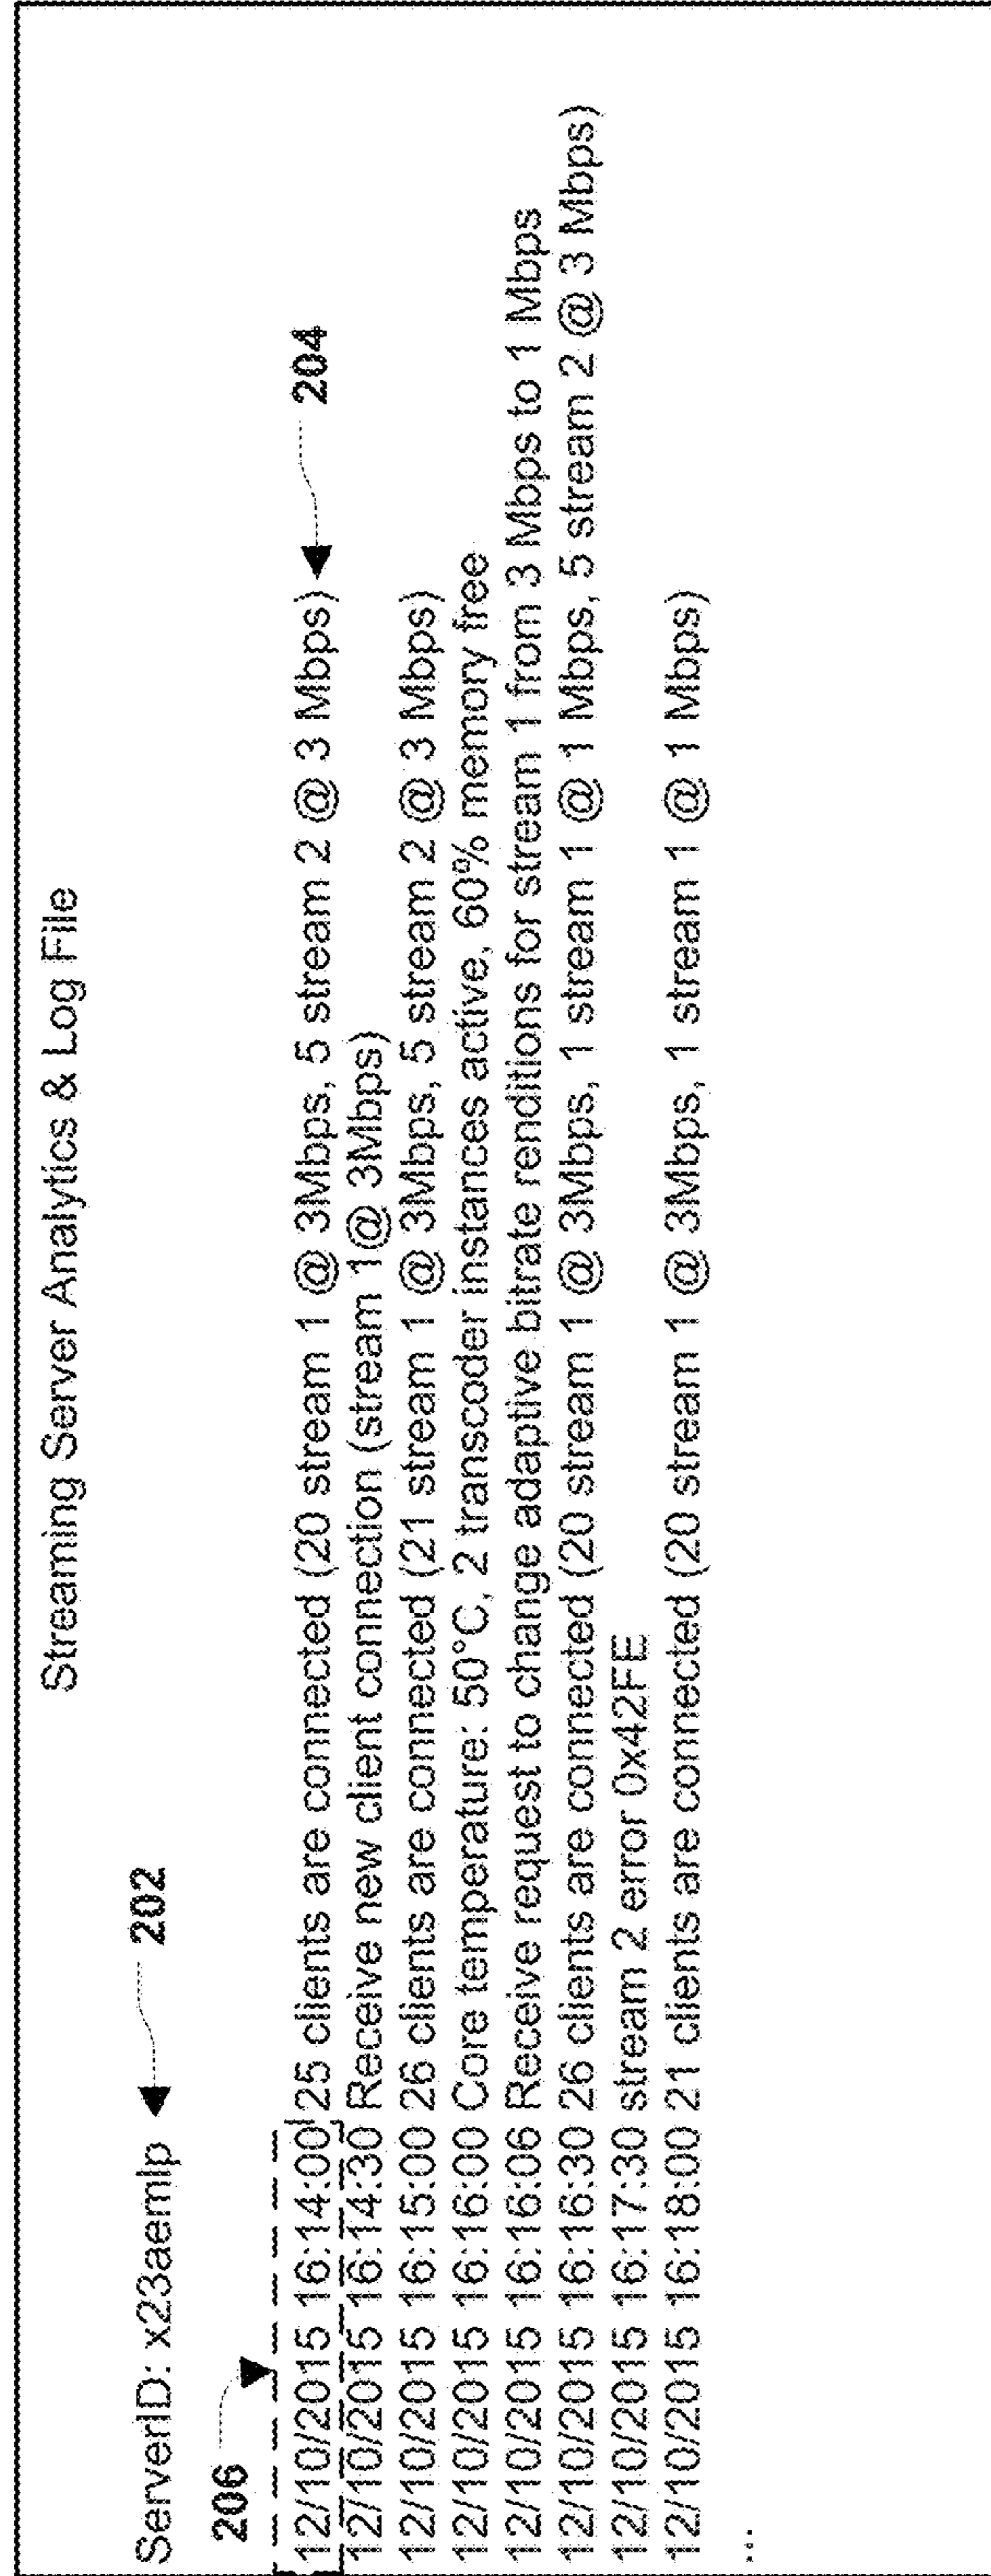 Streaming Server Analytics & Log File
ServerID: x23aemlp 202
206
12/10/2015 16:14:00 25 clients are connected (20 stream 1 @ 3Mbps, 5 stream 2 @ 3 Mbps) 204
12/10/2015 16:14:30 Receive new client connection (stream 1@ 3Mbps)
12/10/2015 16:15:00 26 clients are connected (21 stream 1 @ 3Mbps, 5 stream 2 @ 3 Mbps)
12/10/2015 16:16:00 Core temperature: 50°C, 2 transcoder instances active, 60% memory free
12/10/2015 16:16:06 Receive request to change adaptive bitrate renditions for stream 1 from 3 Mbps to 1 Mbps
12/10/2015 16:16:30 26 clients are connected (20 stream 1 @ 3Mbps, 1 stream 1 @ 1 Mbps, 5 stream 2 @ 3 Mbps)
12/10/2015 16:17:30 stream 2 error 0x42FE
12/10/2015 16:18:00 21 clients are connected (20 stream 1 @ 3Mbps, 1 stream 1 @ 1 Mbps)
...